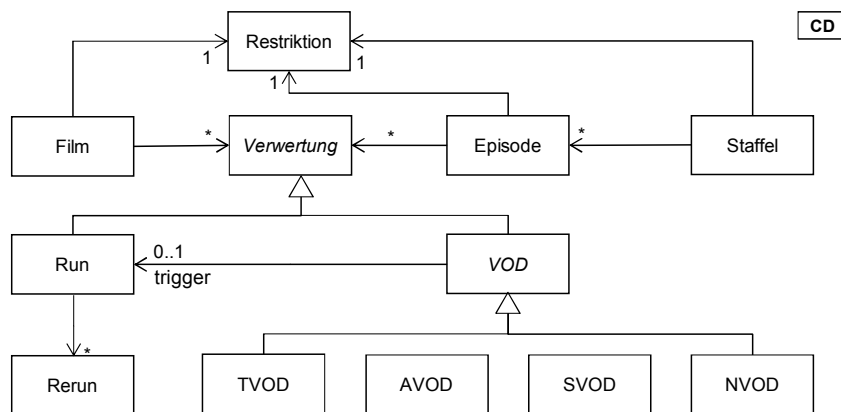 CD
Restriktion
1
1
1
Film
*
Verwertung
*
Episode
*
Staffel
Run
0..1
trigger
VOD
*
Rerun
TVOD
AVOD
SVOD
NVOD